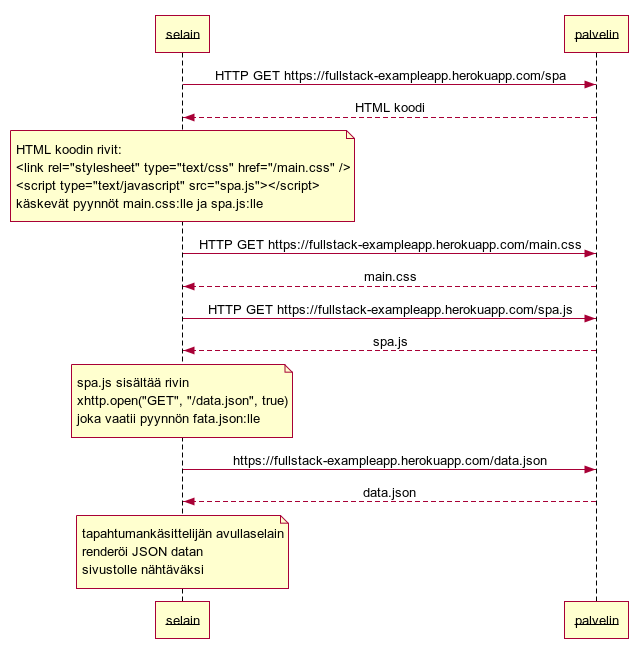 selain
palvelin
HTTP GET https://fullstack-exampleapp.herokuapp.com/spa
HTML koodi
HTML koodin rivit:
<link rel="stylesheet" type="text/css" href="/main.css" />
<script type="text/javascript" src="spa.js"></script>
käskevät pyynnöt main.css:lle ja spa.js:lle
HTTP GET https://fullstack-exampleapp.herokuapp.com/main.css
main.css
HTTP GET https://fullstack-exampleapp.herokuapp.com/spa.js
spa.js
spa.js sisältää rivin
xhttp.open("GET", "/data.json", true)
joka vaatii pyynnön fata.json:lle
https://fullstack-exampleapp.herokuapp.com/data.json
data.json
tapahtumankäsittelijän avullaselain
renderöi JSON datan
sivustolle nähtäväksi
selain
palvelin